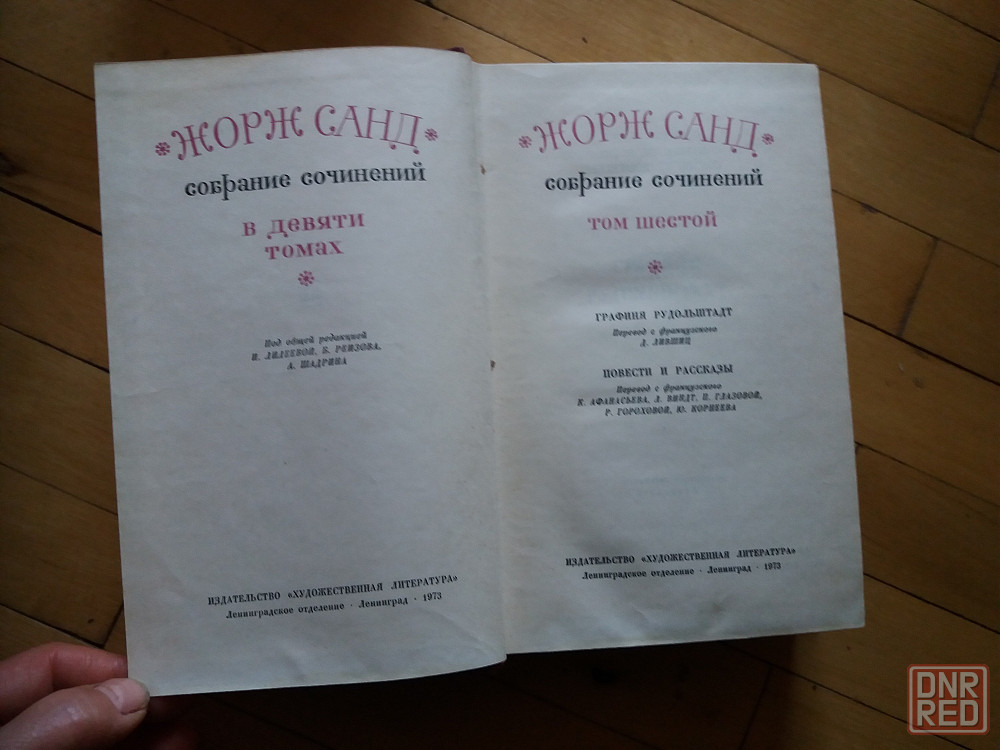 ЖОРЖ САНД
собрание сочинений
в девяти
томах
Под общей редакцией
И. ЛИЛЕЕВОЙ, Б. РЕИЗОВА,
А. ШАДРИНА
ИЗДАТЕЛЬСТВО «ХУДОЖЕСТВЕННАЯ ЛИТЕРАТУРА»
Ленинградское отделение · Ленинград · 1973
ЖОРЖ САНД
собрание сочинений
том шестой
ГРАФИНЯ РУДОЛЬШТАДТ
Перевод с французского
Д. ЛИВШИЦ
ПОВЕСТИ И РАССКАЗЫ
Перевод с французского
К. АФАНАСЬЕВА, Л. ВИНДТ, П. ГЛАЗОВОЙ,
Р. ГОРОХОВОЙ, Ю. КОРНЕЕВА
ИЗДАТЕЛЬСТВО «ХУДОЖЕСТВЕННАЯ ЛИТЕРАТУРА»
Ленинградское отделение · Ленинград · 1973
DNR
RED